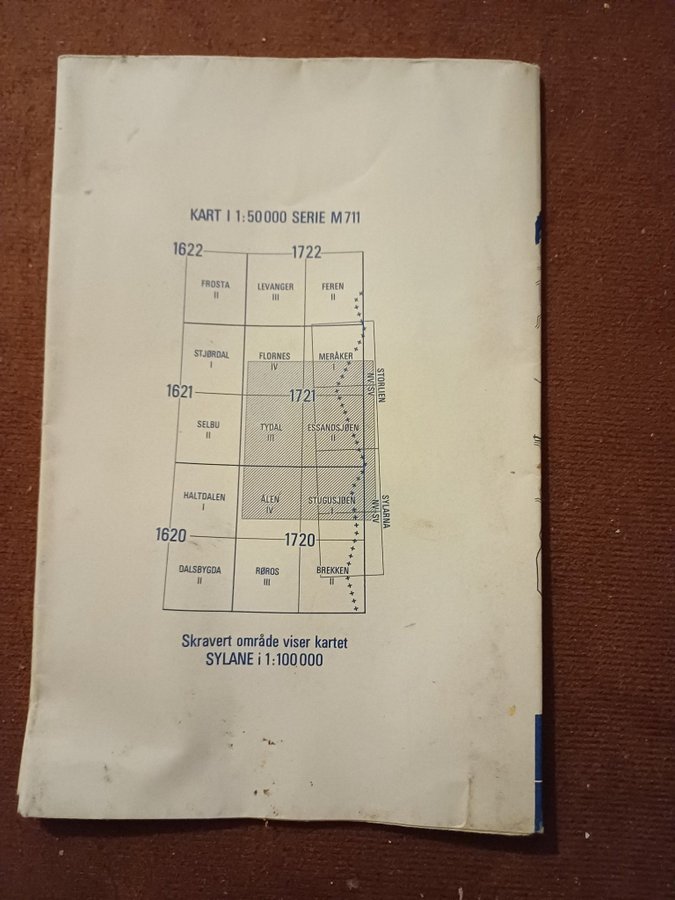 KART I 1:50 000 SERIE M 711
1622
1722
FROSTA
II
LEVANGER
III
FEREN
II
STJØRDAL
I
FLORNES
IV
MERÅKER
I
STORLIEN
NV/SV
1621
1721
SELBU
II
TYDAL
III
ESSANDSJØEN
II
HALTDALEN
I
ÅLEN
IV
STUGUSJØEN
I
SYLARNA
NV/SV
1620
1720
DALSBYGDA
II
RØROS
III
BREKKEN
II
Skravert område viser kartet
SYLANE i 1:100 000